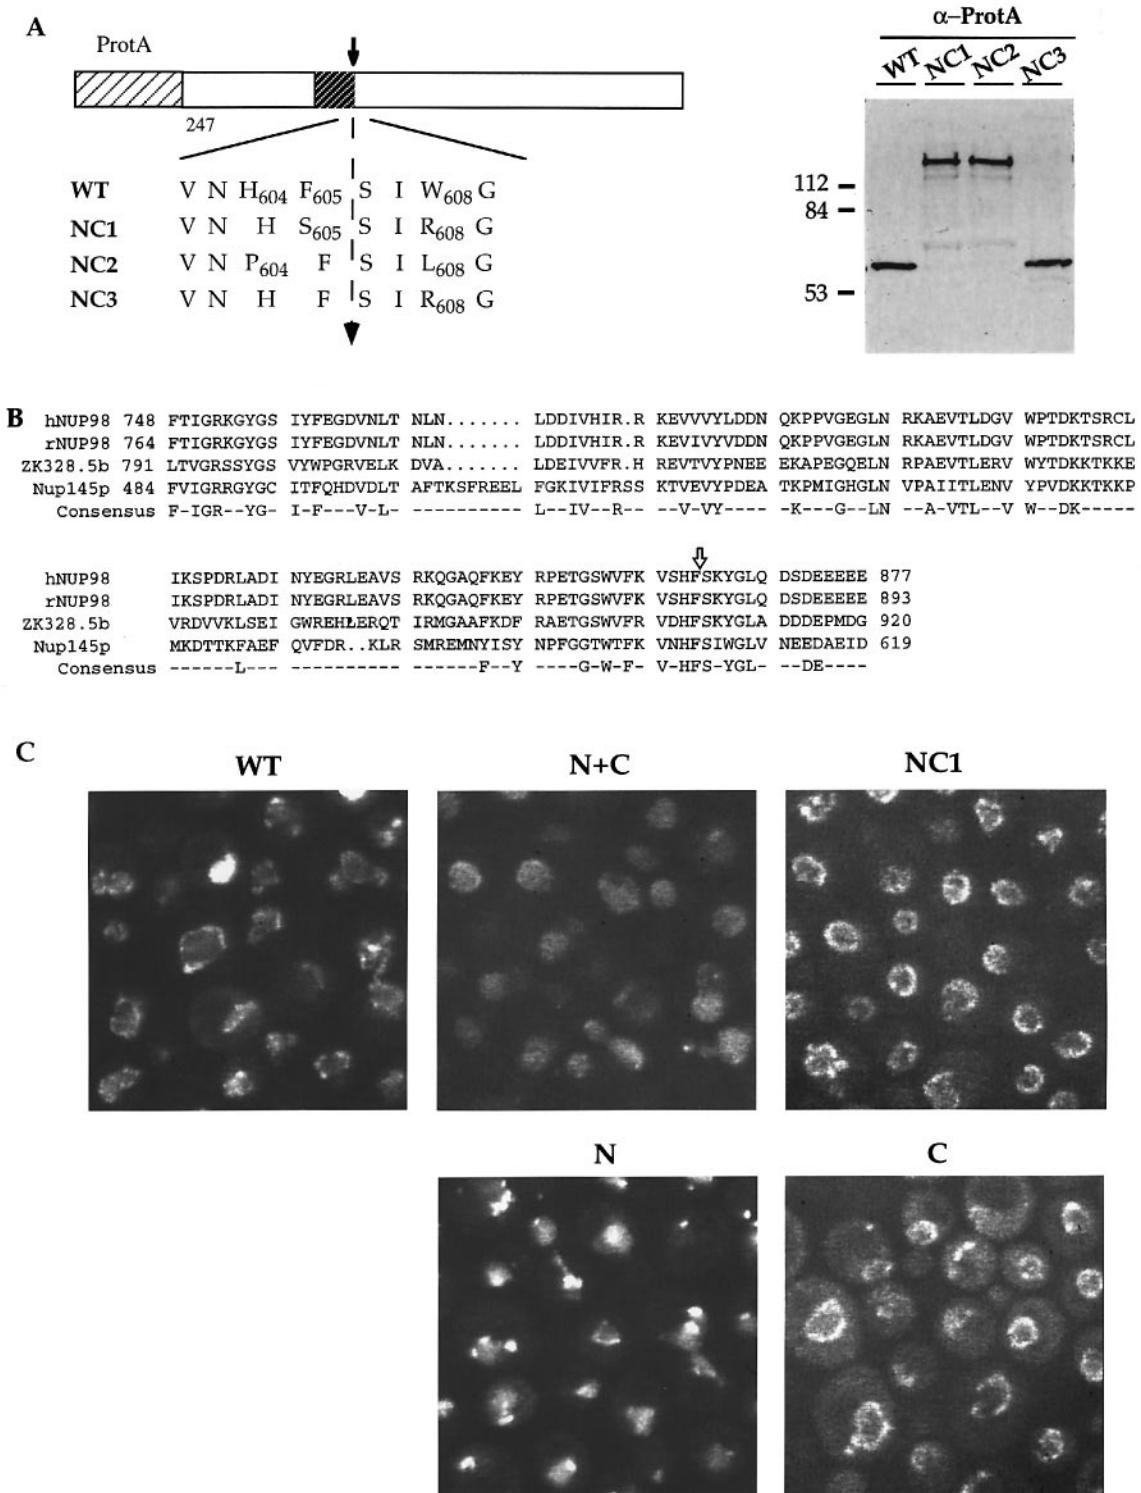 A
ProtA
247
WT V N H604 F605 S I W608 G
NC1 V N H S605 S I R608 G
NC2 V N P604 F S I L608 G
NC3 V N H F S I R608 G
α-ProtA
WT NC1 NC2 NC3
112
84
53
B
hNUP98 748 FTIGRKGYGS IYFEGDVNLT NLN....... LDDIVHIR.R KEVVVYLDDN QKPPVGEGLN RKAEVTLDGV WPTDKTSRCL
rNUP98 764 FTIGRKGYGS IYFEGDVNLT NLN....... LDDIVHIR.R KEVIVYVDDN QKPPVGEGLN RKAEVTLDGV WPTDKTSRCL
ZK328.5b 791 LTVGRSSYGS VYWPGRVELK DVA....... LDEIVVFR.H REVTVYPNEE EKAPEGQELN RPAEVTLERV WYTDKKTKKE
Nup145p 484 FVIGRRGYGC ITFQHDVDLT AFTKSFREEL FGKIVIFRSS KTVEVYPDEA TKPMIGHGLN VPAIITLENV YPVDKKTKKP
Consensus F-IGR--YG- I-F---V-L- ---------- L--IV--R-- ---V-VY---- -K---G--LN --A-VTL--V W--DK-----
hNUP98 IKSPDRLADI NYEGRLEAVS RKQGAQFKEY RPETGSWVFK VSHFSKYGLQ DSDEEEEE 877
rNUP98 IKSPDRLADI NYEGRLEAVS RKQGAQFKEY RPETGSWVFK VSHFSKYGLQ DSDEEEEE 893
ZK328.5b VRDVVKLSEI GWREHLERQT IRMGAAFKDF RAETGSWVFR VDHFSKYGLA DDDEPMDG 920
Nup145p MKDTTKFAEF QVFDR..KLR SMREMNYISY NPFGGTWTFK VNHFSIWGLV NEEDAEID 619
Consensus ------L--- ---------- -------F--Y ----G-W-F- V-HFS-YGL- --DE----
C
WT
N+C
NC1
N
C